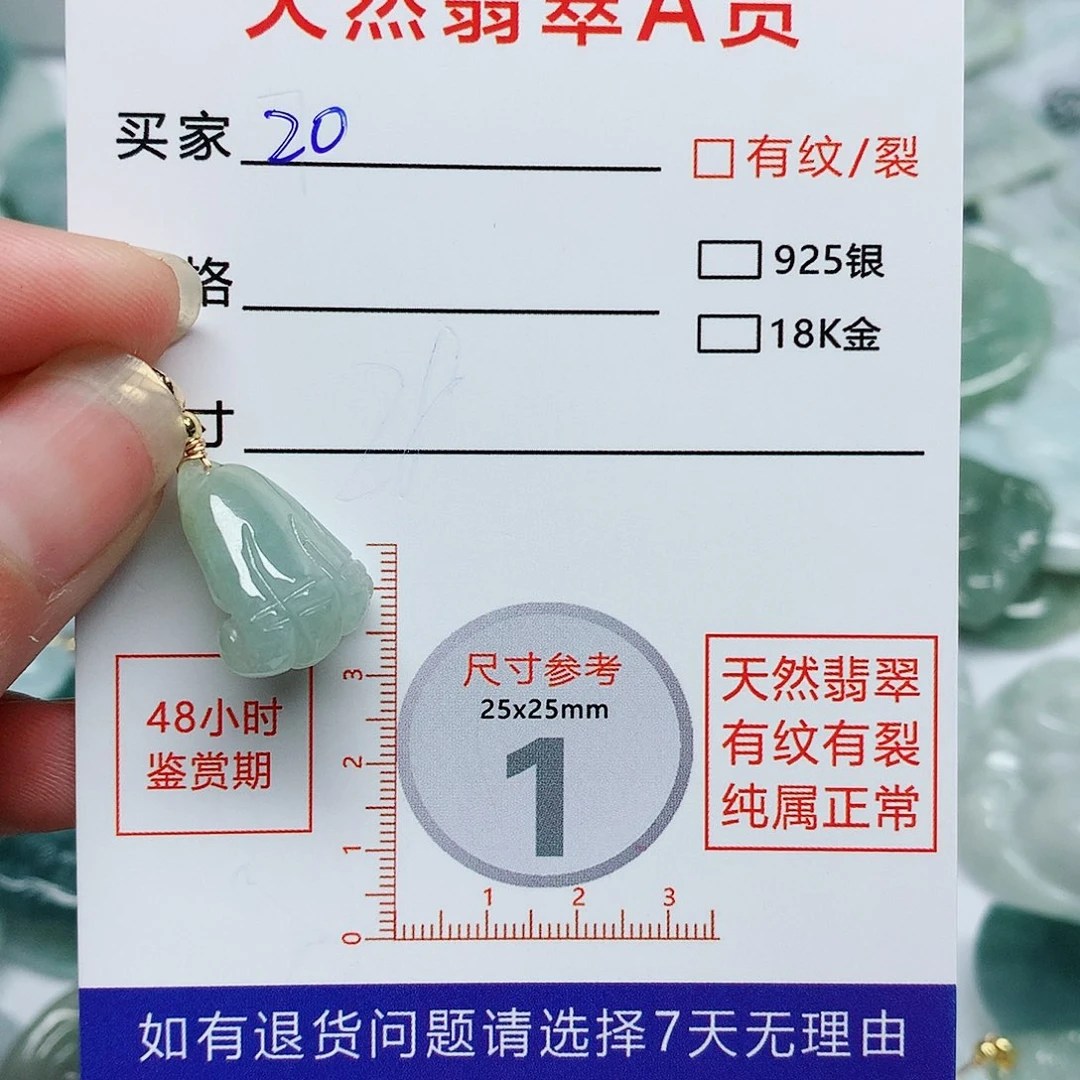 天然翡翠A货
买家 20
□有纹/裂
格
925银
18K金
寸
48小时
鉴赏期
尺寸参考
25x25mm
1
天然翡翠
有纹有裂
纯属正常
3
2
1
0
1 2 3
如有退货问题请选择7天无理由